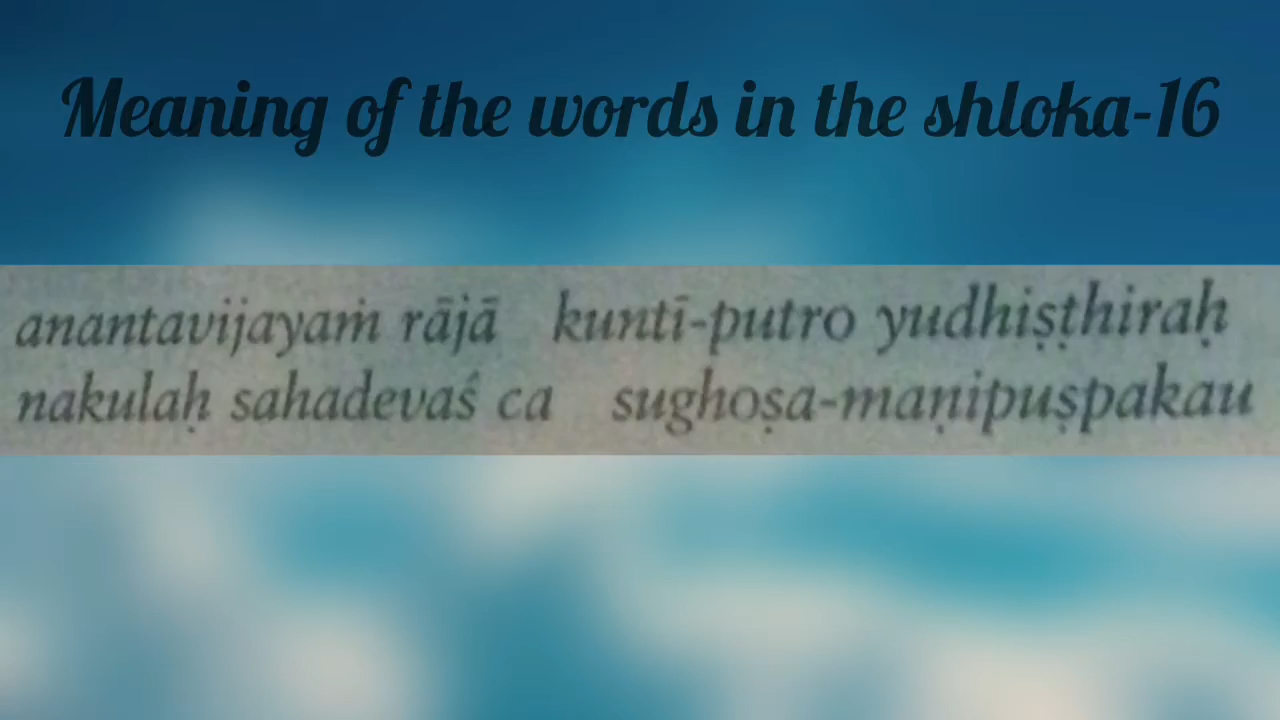 Meaning of the words in the shloka-16
anantavijayaṁ rājā kuntī-putro yudhiṣṭhiraḥ
nakulaḥ sahadevaś ca sughoṣa-maṇipuṣpakau